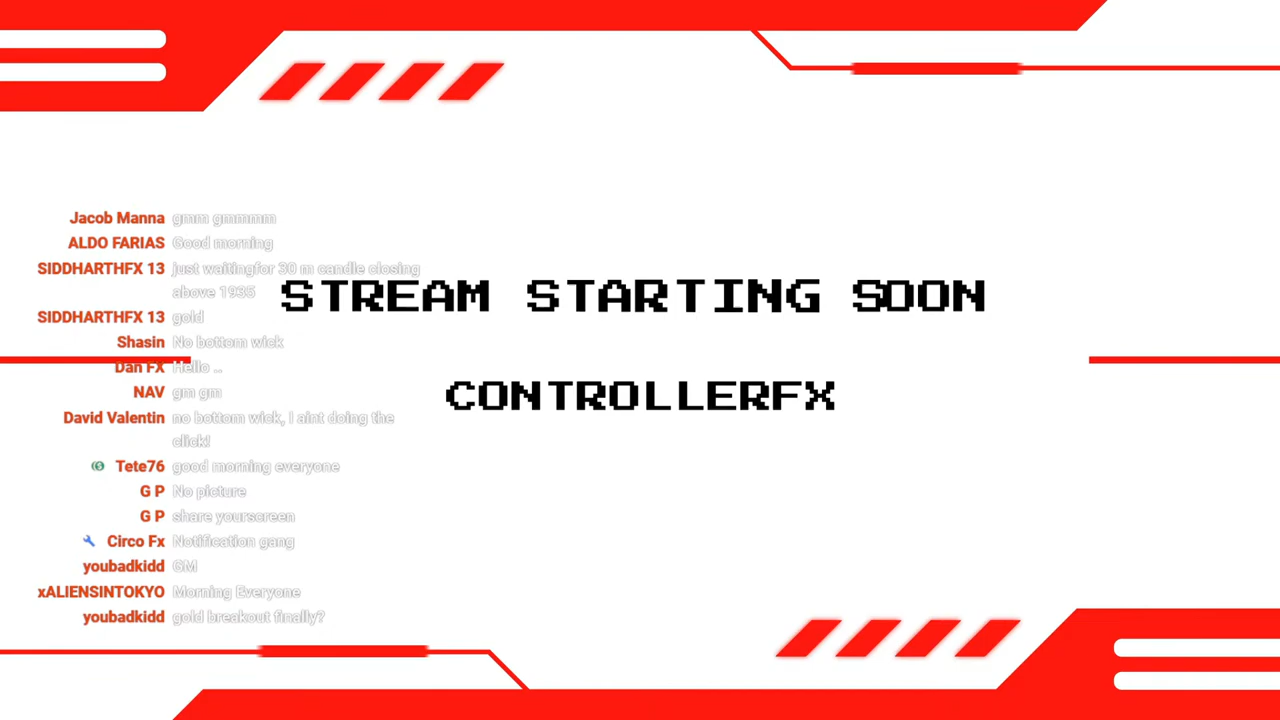 Jacob Manna gmm gmmmm
ALDO FARIAS Good morning
SIDDHARTHFX 13 just waitingfor 30 m candle closing
above 1935
STREAM STARTING SOON
SIDDHARTHFX 13 gold
Shasin No bottom wick
Dan FX Hello ..
NAV gm gm
CONTROLLERFX
David Valentin no bottom wick, I aint doing the
click!
Tete76 good morning everyone
G P No picture
G P share yourscreen
Circo Fx Notification gang
youbadkidd GM
xALIENSINTOKYO Morning Everyone
youbadkidd gold breakout finally?